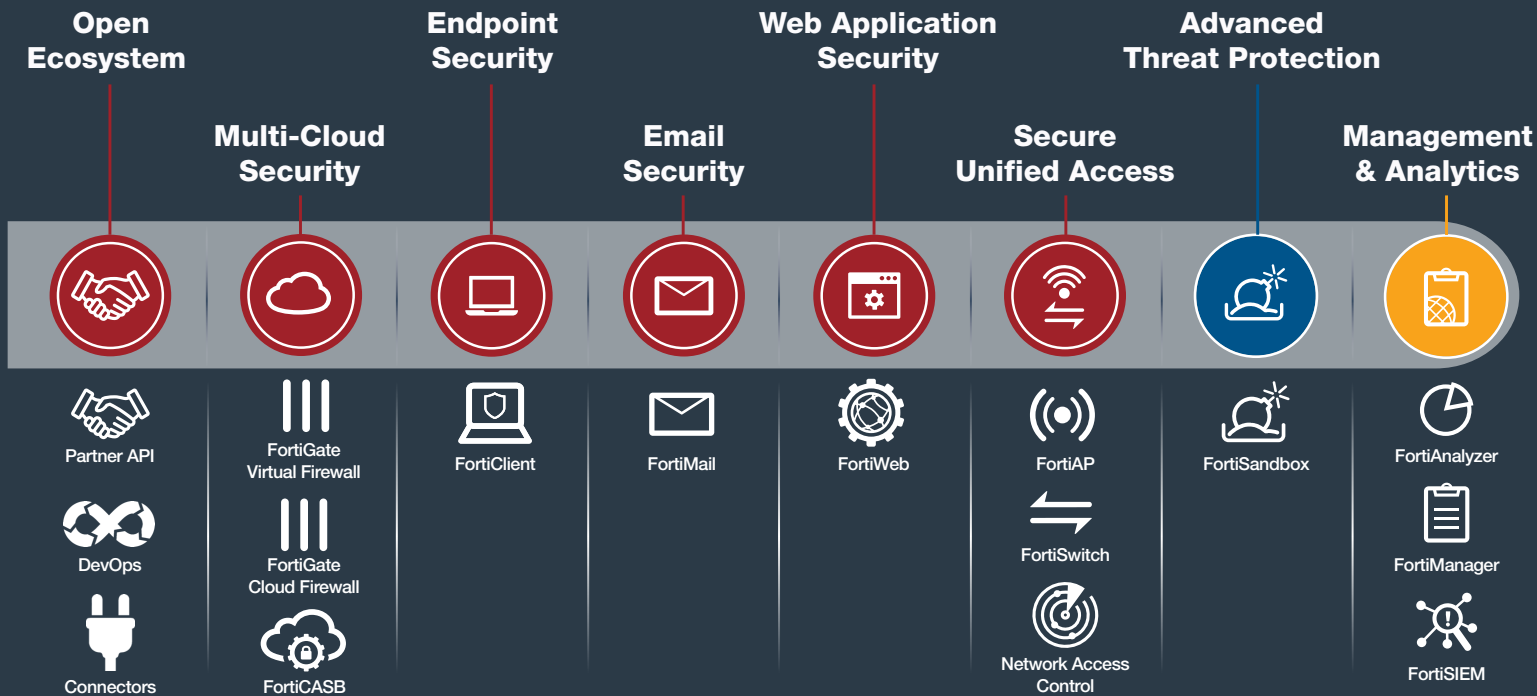 Open
Ecosystem
Endpoint
Security
Web Application
Security
Advanced
Threat Protection
Multi-Cloud
Security
Email
Security
Secure
Unified Access
Management
& Analytics
Partner API
FortiGate
Virtual Firewall
FortiClient
FortiMail
FortiWeb
FortiAP
FortiSandbox
FortiAnalyzer
DevOps
FortiGate
Cloud Firewall
FortiSwitch
FortiManager
Connectors
FortiCASB
Network Access
Control
FortiSIEM